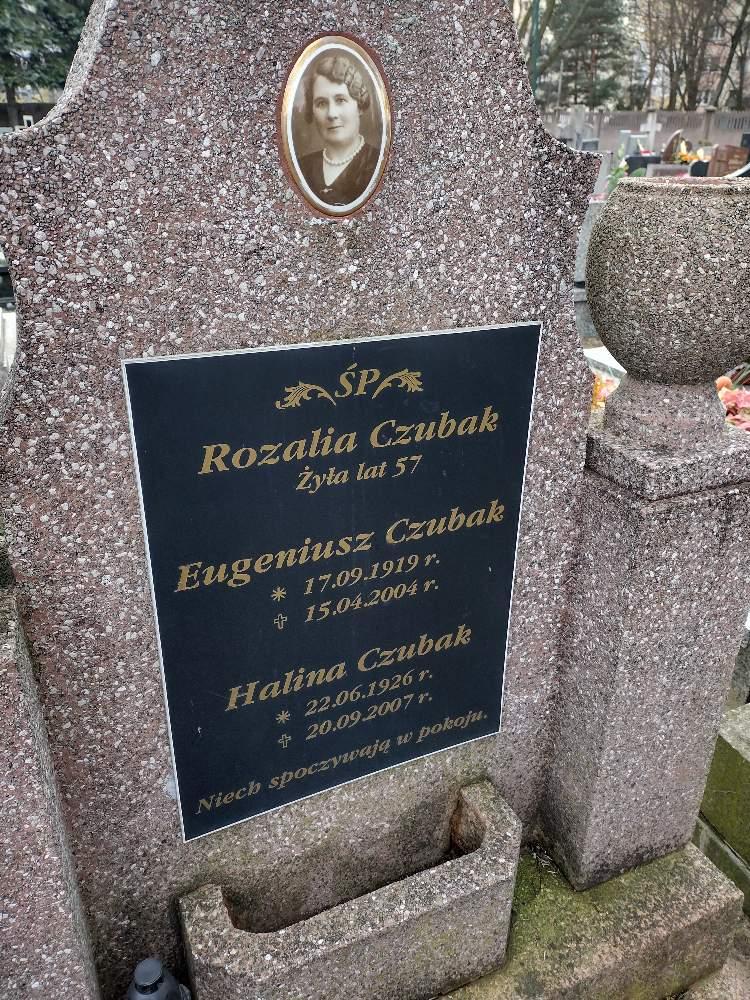 ŚP
Rozalia Czubak
Żyła lat 57
Eugeniusz Czubak
* 17.09.1919 r.
✝ 15.04.2004 r.
Halina Czubak
* 22.06.1926 r.
✝ 20.09.2007 r.
Niech spoczywają w pokoju.